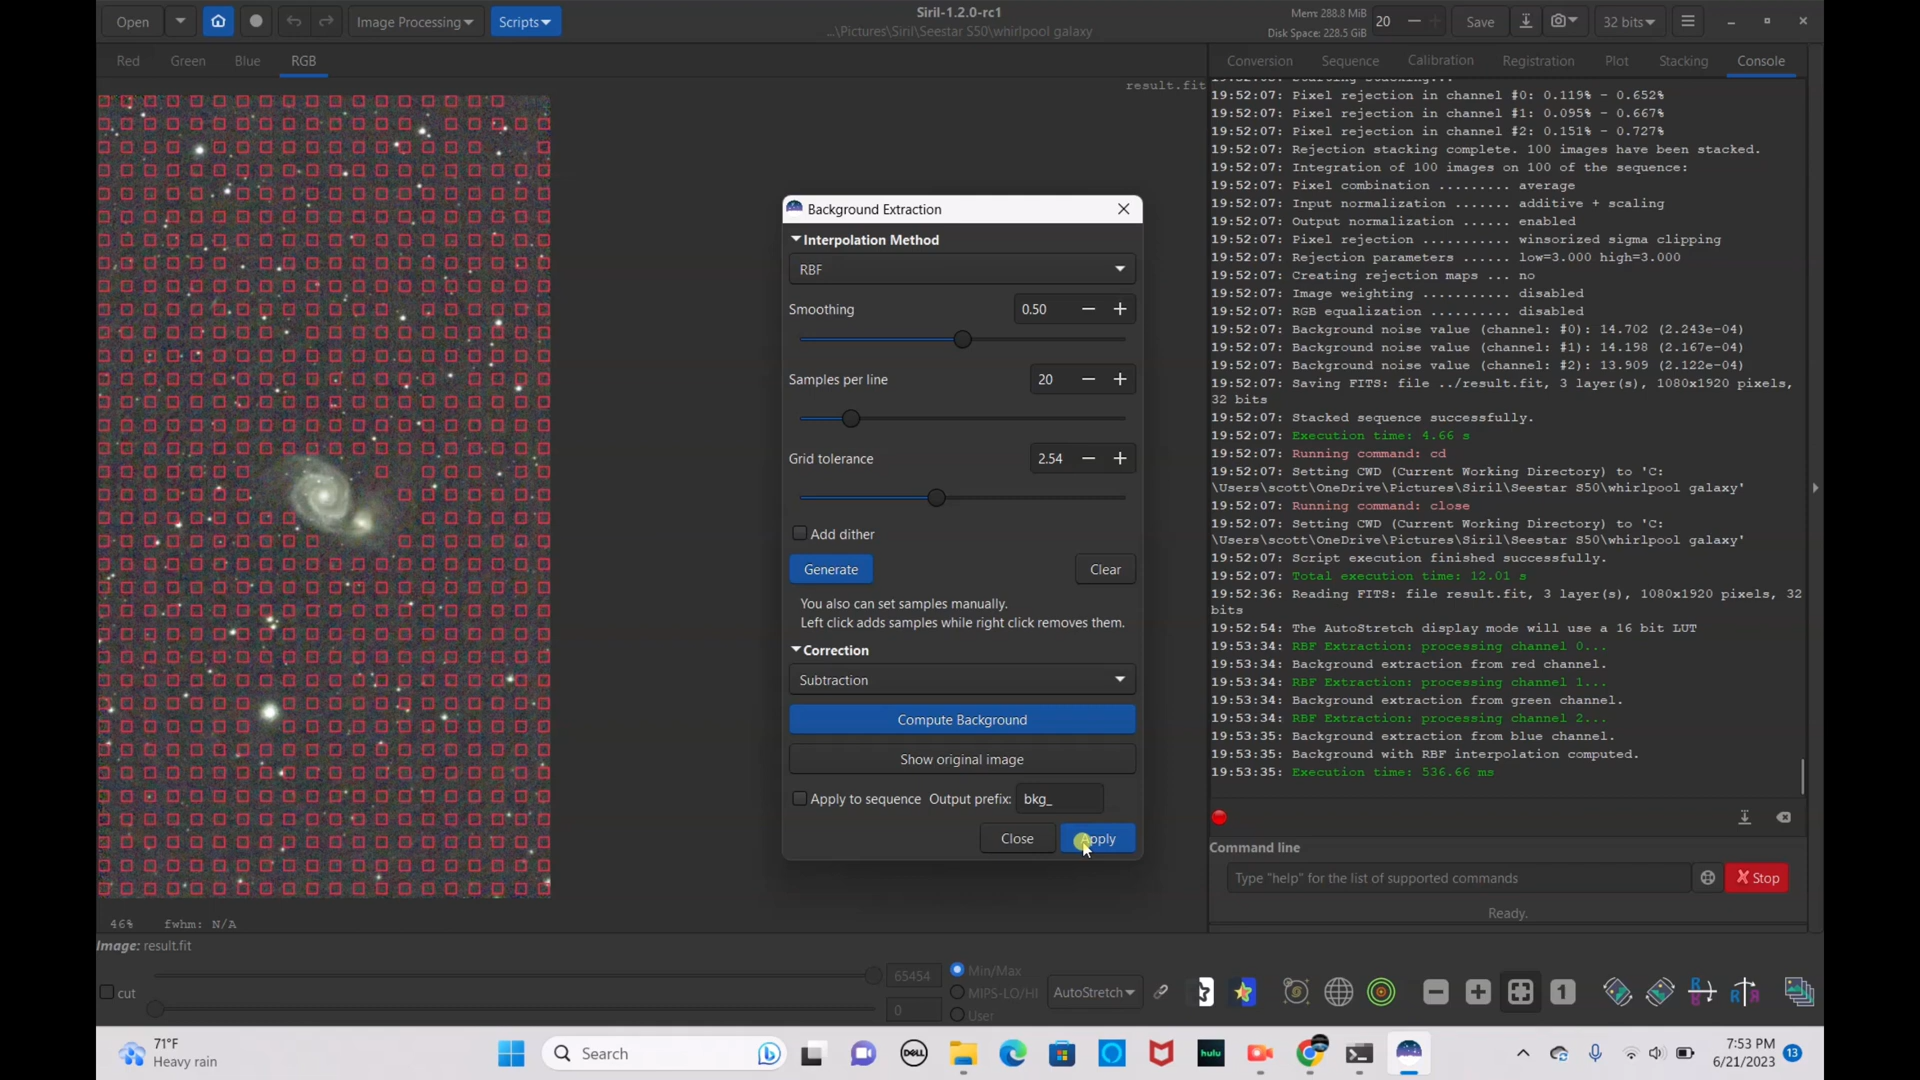 Open
Image Processing
Scripts
Siril-1.2.0-rc1
...\Pictures\Siril\Seestar S50\whirlpool galaxy
Mem: 288.8 MiB
Disk Space: 228.5 GiB
20
Save
32 bits
Red
Green
Blue
RGB
Conversion
Sequence
Calibration
Registration
Plot
Stacking
Console
result.fit
19:52:07: Pixel rejection in channel #0: 0.119% - 0.652%
19:52:07: Pixel rejection in channel #1: 0.095% - 0.667%
19:52:07: Pixel rejection in channel #2: 0.151% - 0.727%
19:52:07: Rejection stacking complete. 100 images have been stacked.
19:52:07: Integration of 100 images on 100 of the sequence:
19:52:07: Pixel combination ......... average
19:52:07: Input normalization ....... additive + scaling
19:52:07: Output normalization ...... enabled
19:52:07: Pixel rejection ........... winsorized sigma clipping
19:52:07: Rejection parameters ...... low=3.000 high=3.000
19:52:07: Creating rejection maps ... no
19:52:07: Image weighting ........... disabled
19:52:07: RGB equalization .......... disabled
19:52:07: Background noise value (channel: #0): 14.702 (2.243e-04)
19:52:07: Background noise value (channel: #1): 14.198 (2.167e-04)
19:52:07: Background noise value (channel: #2): 13.909 (2.122e-04)
19:52:07: Saving FITS: file ../result.fit, 3 layer(s), 1080x1920 pixels,
32 bits
19:52:07: Stacked sequence successfully.
19:52:07: Execution time: 4.66 s
19:52:07: Running command: cd
19:52:07: Setting CWD (Current Working Directory) to 'C:
\Users\scott\OneDrive\Pictures\Siril\Seestar S50\whirlpool galaxy'
19:52:07: Running command: close
19:52:07: Setting CWD (Current Working Directory) to 'C:
\Users\scott\OneDrive\Pictures\Siril\Seestar S50\whirlpool galaxy'
19:52:07: Script execution finished successfully.
19:52:07: Total execution time: 12.01 s
19:52:36: Reading FITS: file result.fit, 3 layer(s), 1080x1920 pixels, 32
bits
19:52:54: The AutoStretch display mode will use a 16 bit LUT
19:53:34: RBF Extraction: processing channel 0...
19:53:34: Background extraction from red channel.
19:53:34: RBF Extraction: processing channel 1...
19:53:34: Background extraction from green channel.
19:53:34: RBF Extraction: processing channel 2...
19:53:35: Background extraction from blue channel.
19:53:35: Background with RBF interpolation computed.
19:53:35: Execution time: 536.66 ms
Background Extraction
Interpolation Method
RBF
Smoothing
0.50
Samples per line
20
Grid tolerance
2.54
Add dither
Generate
Clear
You also can set samples manually.
Left click adds samples while right click removes them.
Correction
Subtraction
Compute Background
Show original image
Apply to sequence Output prefix: bkg_
Close
Apply
Command line
Type "help" for the list of supported commands
Stop
Ready.
46%
fwhm: N/A
Image: result.fit
cut
65454
0
Min/Max
MIPS-LO/HI
User
AutoStretch
1
71°F
Heavy rain
Search
DELL
hulu
7:53 PM
6/21/2023
13